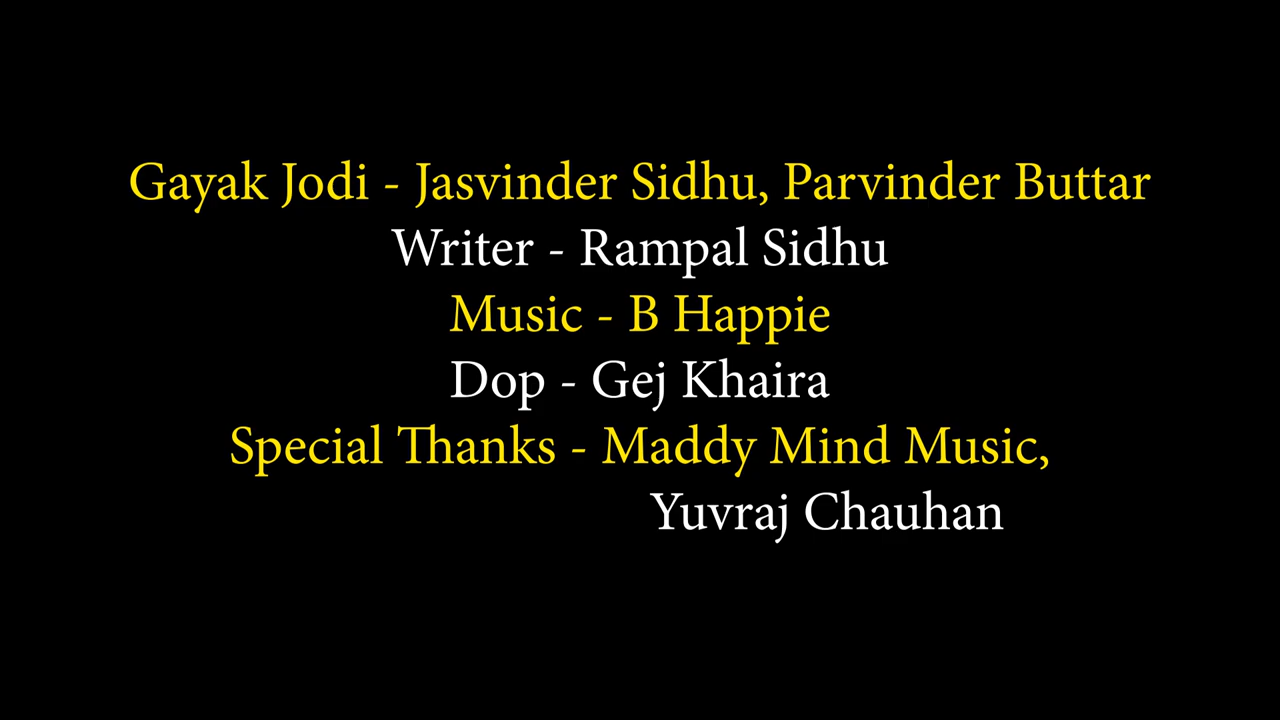 Gayak Jodi - Jasvinder Sidhu, Parvinder Buttar
Writer - Rampal Sidhu
Music - B Happie
Dop - Gej Khaira
Special Thanks - Maddy Mind Music,
Yuvraj Chauhan